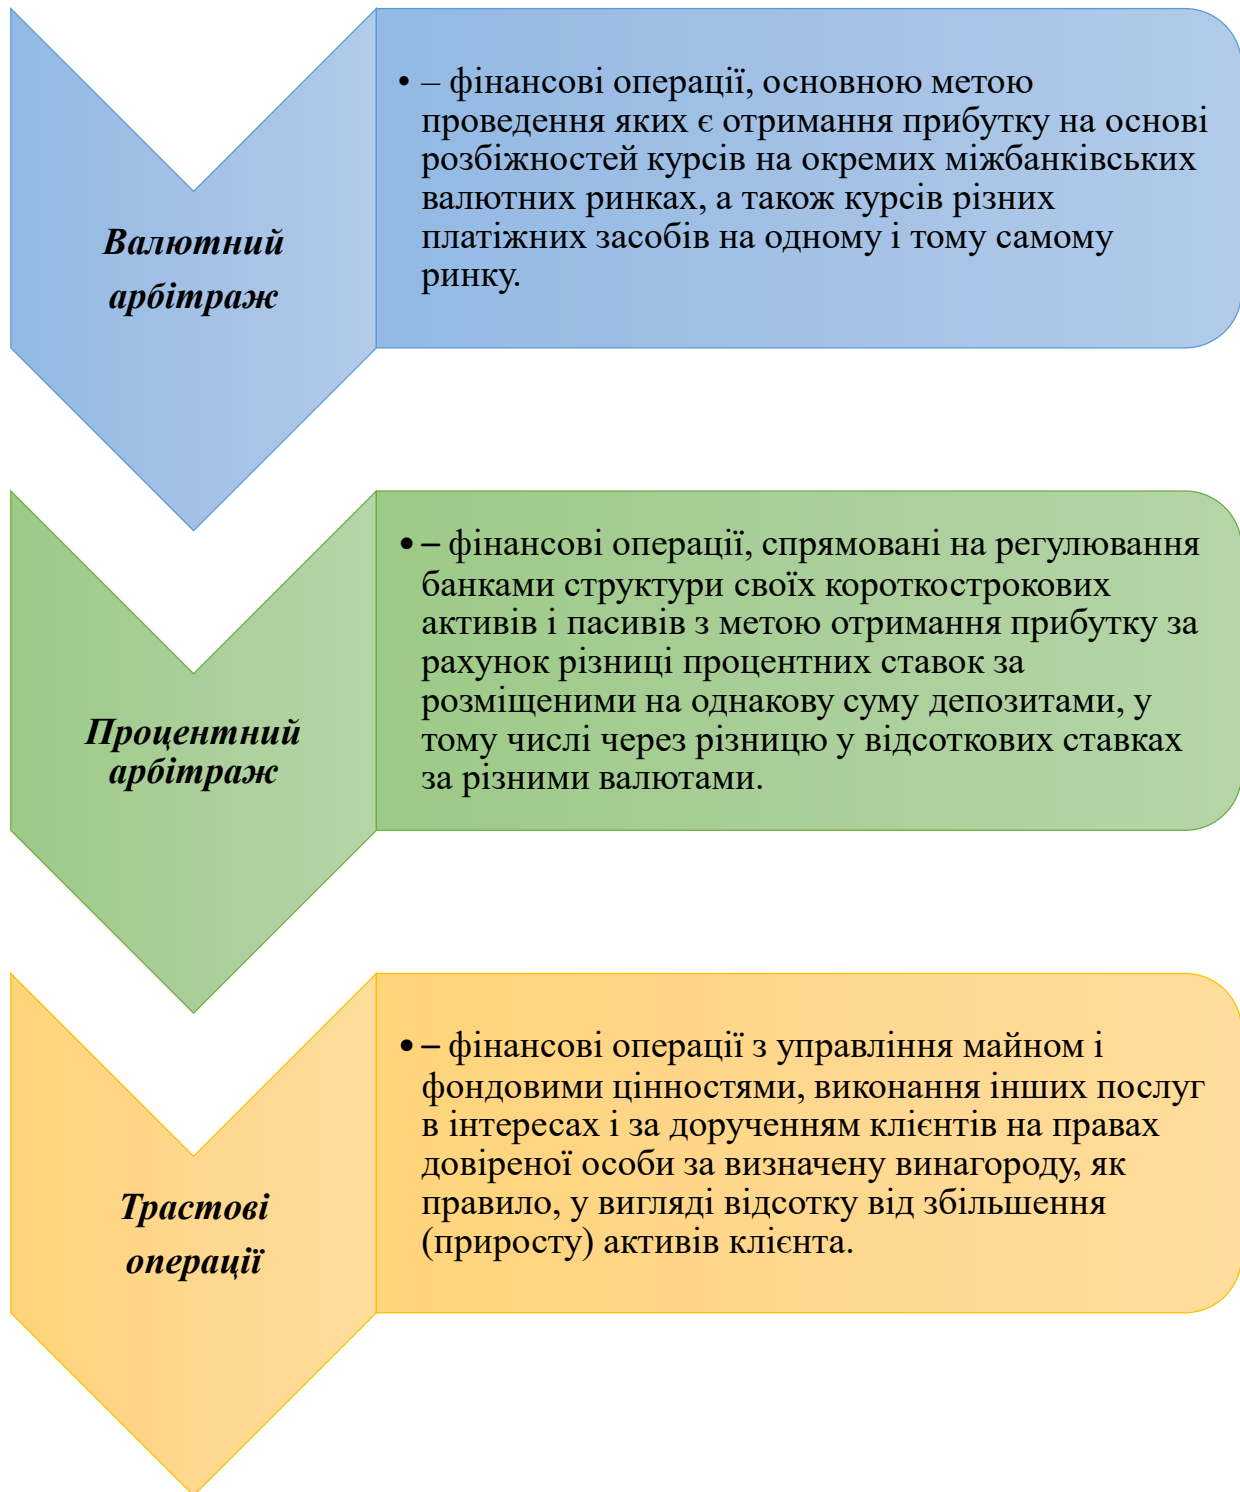 Валютний
арбітраж
• – фінансові операції, основною метою
проведення яких є отримання прибутку на основі
розбіжностей курсів на окремих міжбанківських
валютних ринках, а також курсів різних
платіжних засобів на одному і тому самому
ринку.
Процентний
арбітраж
• – фінансові операції, спрямовані на регулювання
банками структури своїх короткострокових
активів і пасивів з метою отримання прибутку за
рахунок різниці процентних ставок за
розміщеними на однакову суму депозитами, у
тому числі через різницю у відсоткових ставках
за різними валютами.
Трастові
операції
• – фінансові операції з управління майном і
фондовими цінностями, виконання інших послуг
в інтересах і за дорученням клієнтів на правах
довіреної особи за визначену винагороду, як
правило, у вигляді відсотку від збільшення
(приросту) активів клієнта.